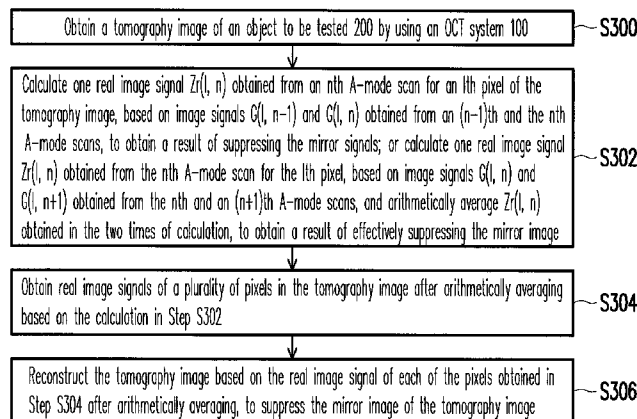 Obtain a tomography image of an object to be tested 200 by using an OCT system 100
S300
Calculate one real image signal Zr(l, n) obtained from an nth A-mode scan for an lth pixel of the
tomography image, based on image signals G(l, n-1) and G(l, n) obtained from an (n-1)th and the nth
A-mode scans, to obtain a result of suppressing the mirror signals; or calculate one real image signal
Zr(l, n) obtained from the nth A-mode scan for the lth pixel, based on image signals G(l, n) and
G(l, n+1) obtained from the nth and an (n+1)th A-mode scans, and arithmetically average Zr(l, n)
obtained in the two times of calculation, to obtain a result of effectively suppressing the mirror image
S302
Obtain real image signals of a plurality of pixels in the tomography image after arithmetically averaging
based on the calculation in Step S302
S304
Reconstruct the tomography image based on the real image signal of each of the pixels obtained in
Step S304 after arithmetically averaging, to suppress the mirror image of the tomography image
S306